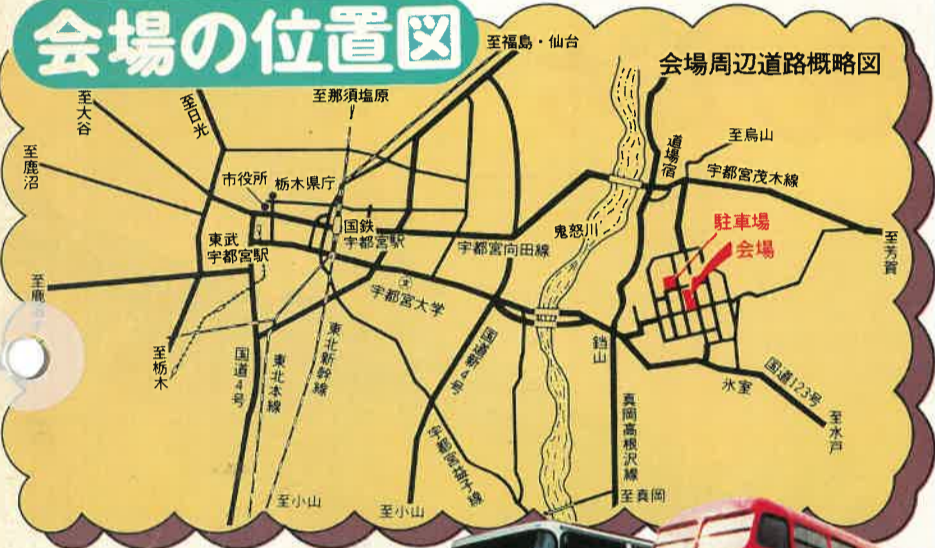 会場の位置図
会場周辺道路概略図
至福島・仙台
至那須塩原
至大谷
至日光
至鹿沼
市役所
栃木県庁
国鉄
宇都宮駅
東武
宇都宮駅
宇都宮向田線
鬼怒川
道場宿
至烏山
宇都宮茂木線
駐車場
会場
至芳賀
宇都宮大学
文
至鹿
至栃木
国道4号
東北本線
東北新幹線
国道新4号
宇都宮益子線
鐺山
真岡高根沢線
氷室
国道123号
至水戸
至小山
至小山
至真岡